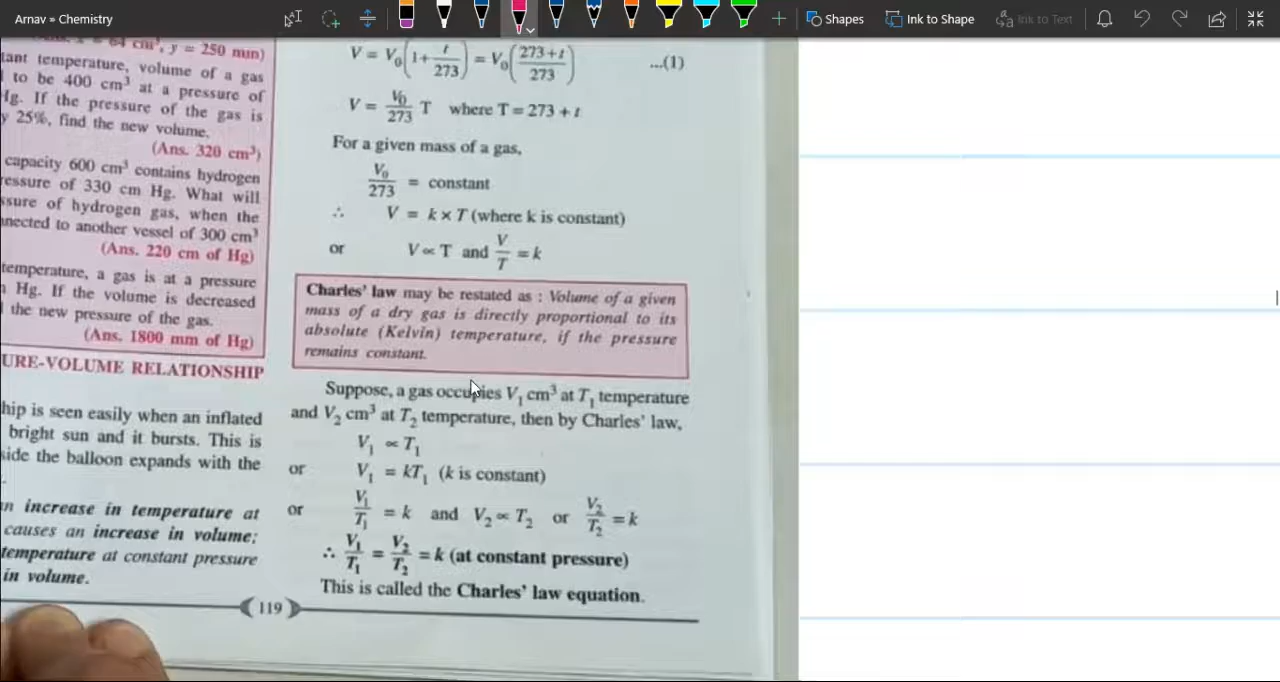 Arnav » Chemistry
Shapes
Ink to Shape
Ink to Text
64 cm³, y = 250 mm)
tant temperature, volume of a gas
to be 400 cm³ at a pressure of
Hg. If the pressure of the gas is
y 25%, find the new volume.
(Ans. 320 cm³)
capacity 600 cm³ contains hydrogen
ressure of 330 cm Hg. What will
ssure of hydrogen gas, when the
nnected to another vessel of 300 cm³
(Ans. 220 cm of Hg)
temperature, a gas is at a pressure
Hg. If the volume is decreased
the new pressure of the gas.
(Ans. 1800 mm of Hg)
URE-VOLUME RELATIONSHIP
hip is seen easily when an inflated
bright sun and it bursts. This is
side the balloon expands with the
n increase in temperature at
causes an increase in volume;
temperature at constant pressure
in volume.
V = V₀(1 + t/273) = V₀(273+t/273) ...(1)
V = V₀/273 T where T = 273 + t
For a given mass of a gas,
V₀/273 = constant
∴ V = k × T (where k is constant)
or V ∝ T and V/T = k
Charles' law may be restated as : Volume of a given
mass of a dry gas is directly proportional to its
absolute (Kelvin) temperature, if the pressure
remains constant.
Suppose, a gas occupies V₁ cm³ at T₁ temperature
and V₂ cm³ at T₂ temperature, then by Charles' law,
V₁ ∝ T₁
or V₁ = kT₁ (k is constant)
or V₁/T₁ = k and V₂ ∝ T₂ or V₂/T₂ = k
∴ V₁/T₁ = V₂/T₂ = k (at constant pressure)
This is called the Charles' law equation.
119